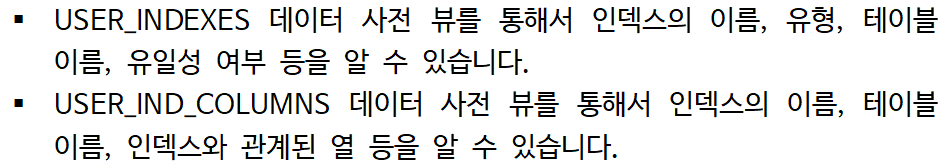 ▪ USER_INDEXES 데이터 사전 뷰를 통해서 인덱스의 이름, 유형, 테이블
이름, 유일성 여부 등을 알 수 있습니다.
▪ USER_IND_COLUMNS 데이터 사전 뷰를 통해서 인덱스의 이름, 테이블
이름, 인덱스와 관계된 열 등을 알 수 있습니다.